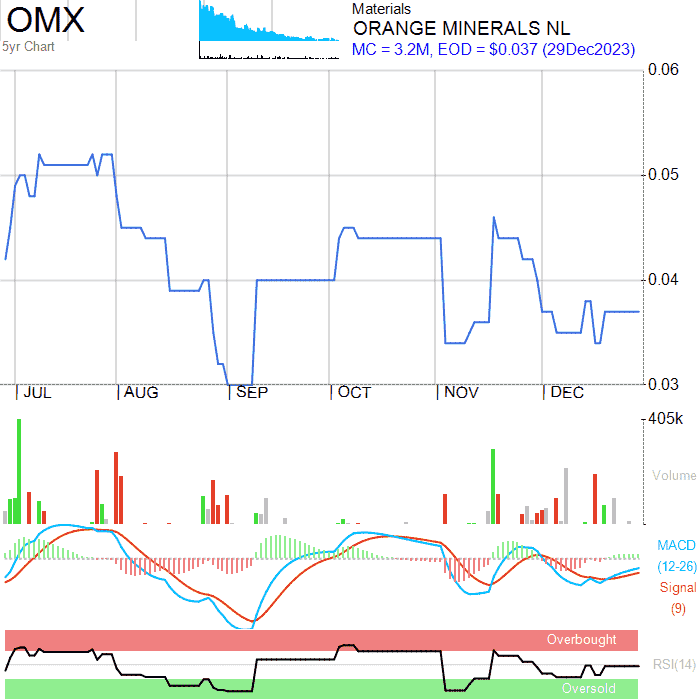 OMX
5yr Chart
Materials
ORANGE MINERALS NL
MC = 3.2M, EOD = $0.037 (29Dec2023)
0.06
0.05
0.04
0.03
JUL AUG SEP OCT NOV DEC
405k
Volume
MACD
(12-26)
Signal
(9)
Overbought
RSI(14)
Oversold